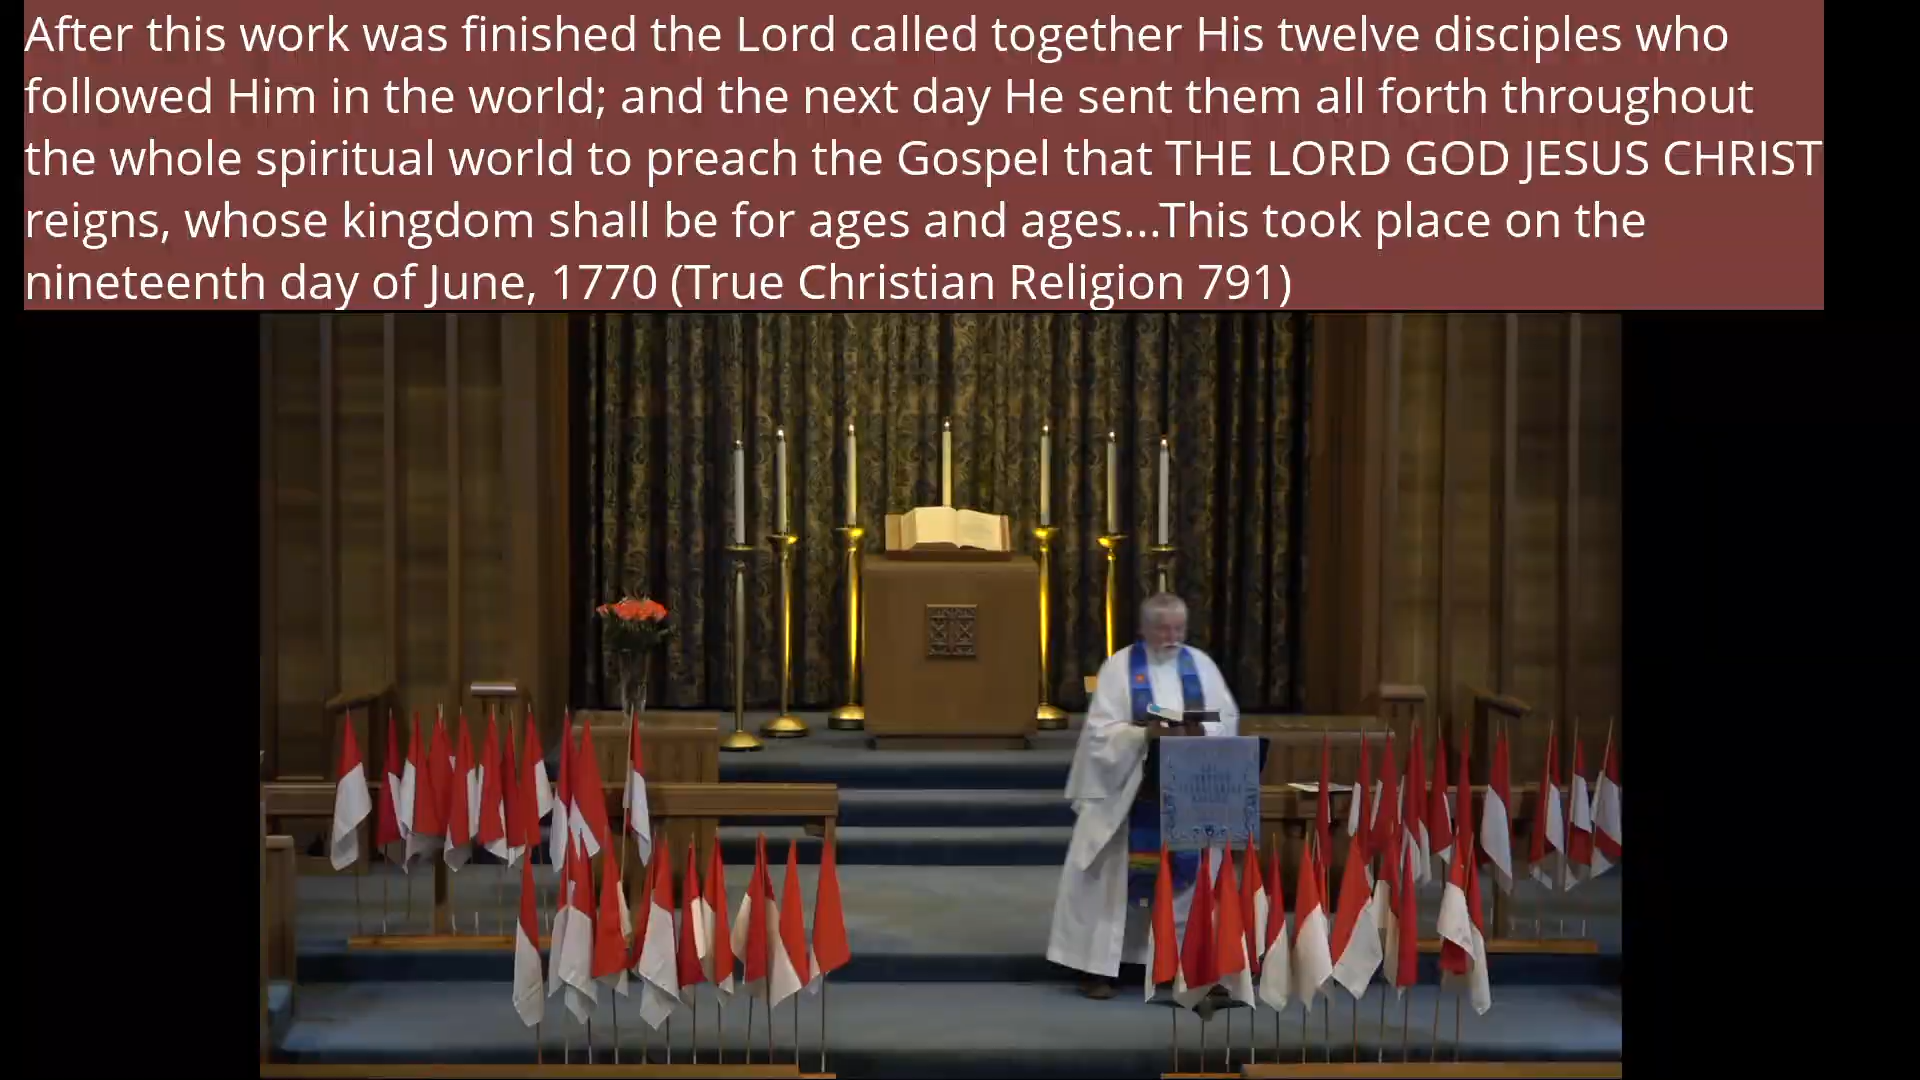 After this work was finished the Lord called together His twelve disciples who
followed Him in the world; and the next day He sent them all forth throughout
the whole spiritual world to preach the Gospel that THE LORD GOD JESUS CHRIST
reigns, whose kingdom shall be for ages and ages...This took place on the
nineteenth day of June, 1770 (True Christian Religion 791)